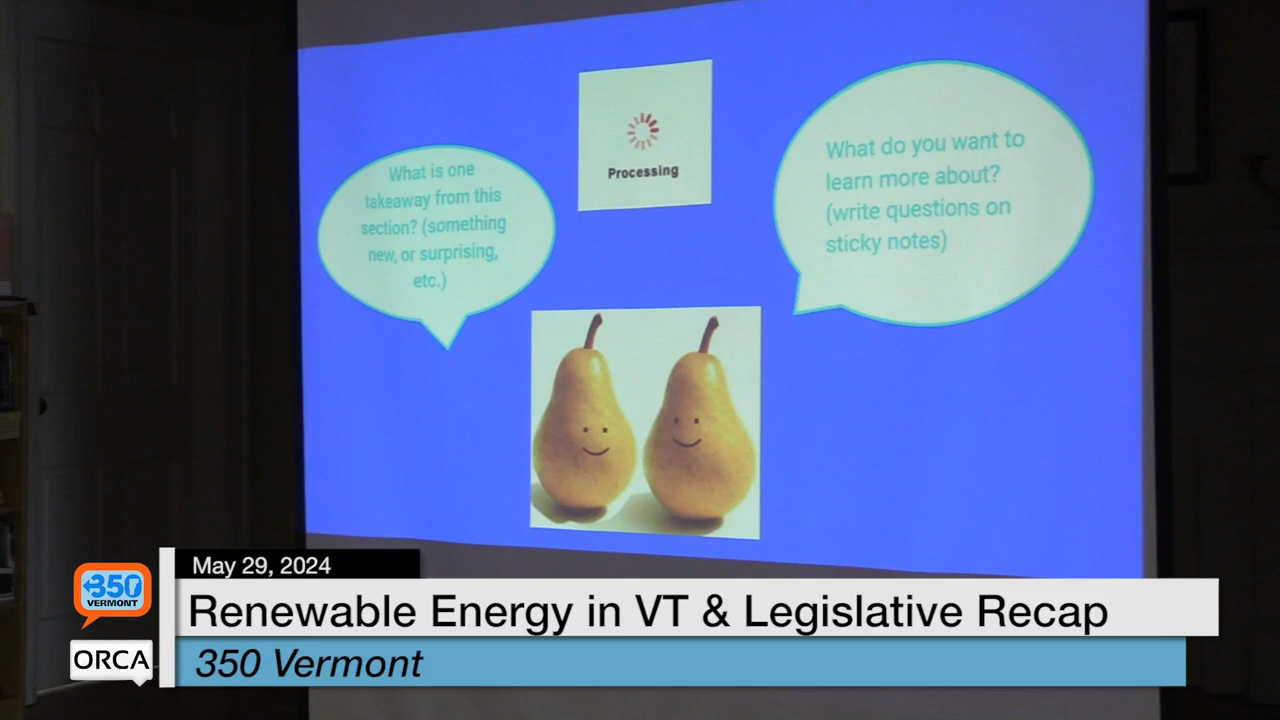 What is one
takeaway from this
section? (something
new, or surprising,
etc.)
Processing
What do you want to
learn more about?
(write questions on
sticky notes)
May 29, 2024
Renewable Energy in VT & Legislative Recap
350 Vermont
350
VERMONT
ORCA